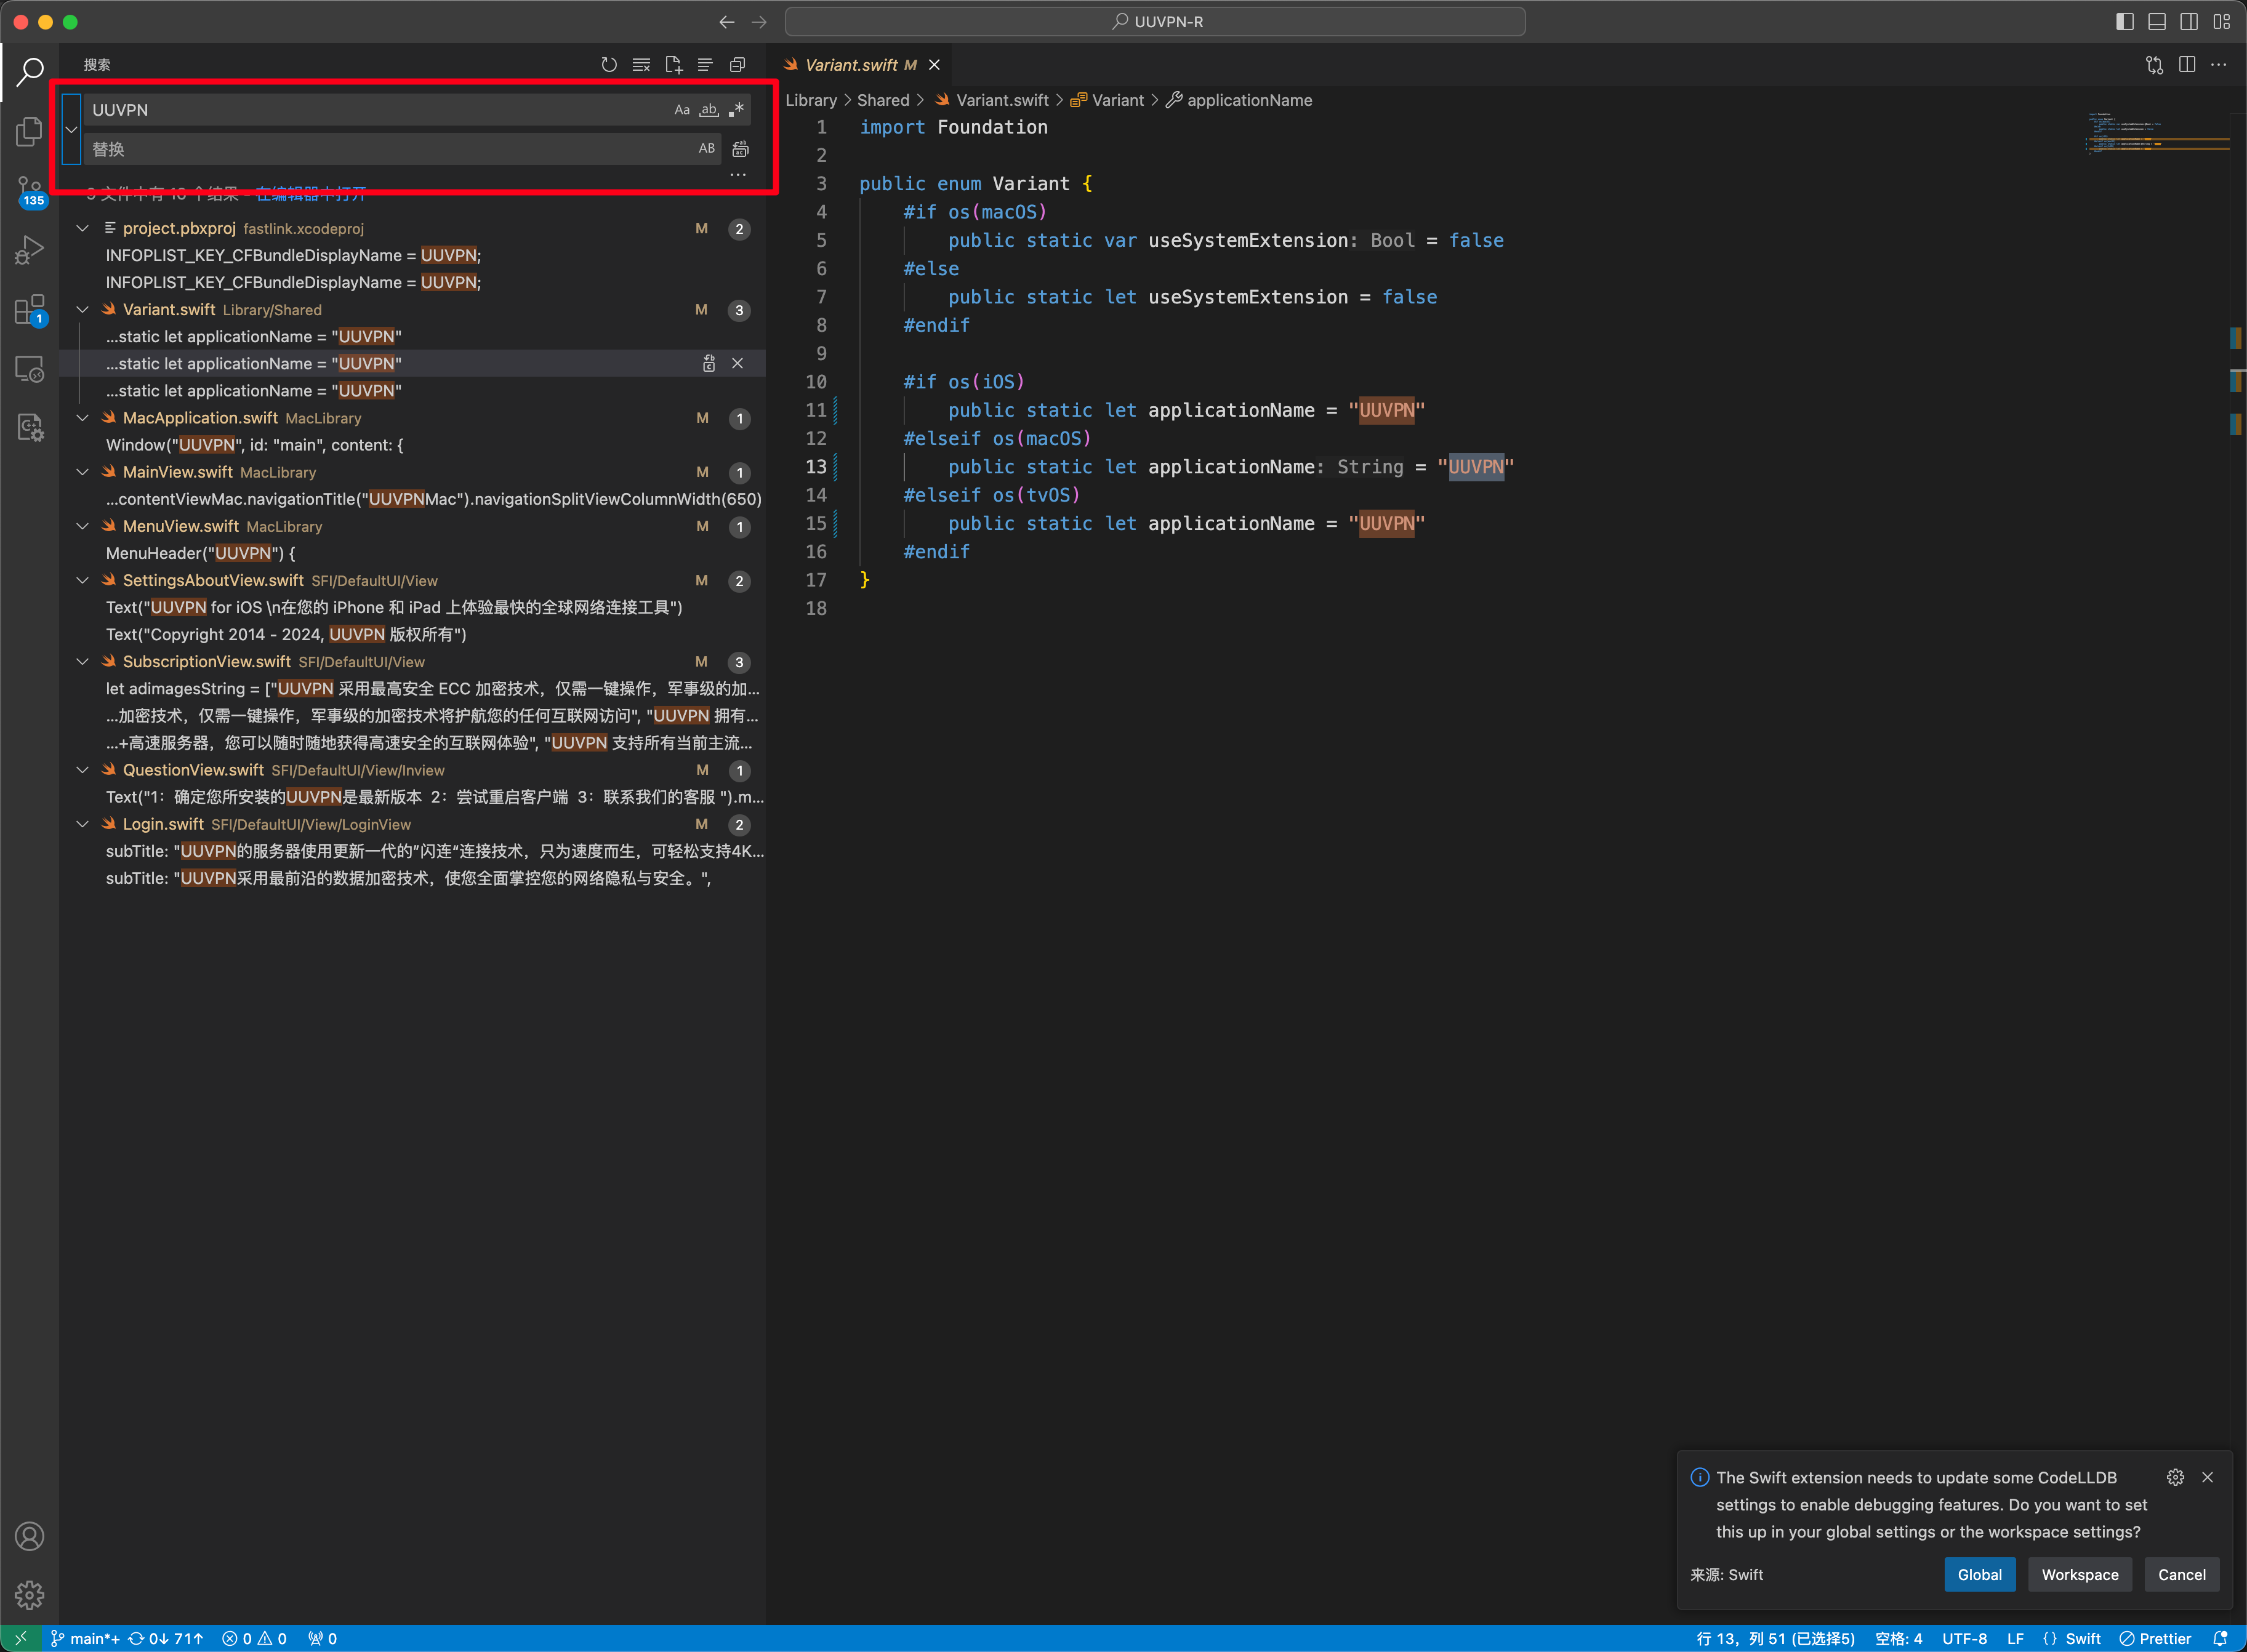 UUVPN-R
搜索
UUVPN
Aa
ab
替换
AB
9 文件中有 16 个结果 - 在编辑器中打开
project.pbxproj fastlink.xcodeproj M 2
INFOPLIST_KEY_CFBundleDisplayName = UUVPN;
INFOPLIST_KEY_CFBundleDisplayName = UUVPN;
Variant.swift Library/Shared M 3
...static let applicationName = "UUVPN"
...static let applicationName = "UUVPN"
...static let applicationName = "UUVPN"
MacApplication.swift MacLibrary M 1
Window("UUVPN", id: "main", content: {
MainView.swift MacLibrary M 1
...contentViewMac.navigationTitle("UUVPNMac").navigationSplitViewColumnWidth(650)
MenuView.swift MacLibrary M 1
MenuHeader("UUVPN") {
SettingsAboutView.swift SFI/DefaultUI/View M 2
Text("UUVPN for iOS \n在您的 iPhone 和 iPad 上体验最快的全球网络连接工具")
Text("Copyright 2014 - 2024, UUVPN 版权所有")
SubscriptionView.swift SFI/DefaultUI/View M 3
let adimagesString = ["UUVPN 采用最高安全 ECC 加密技术，仅需一键操作，军事级的加...
...加密技术，仅需一键操作，军事级的加密技术将护航您的任何互联网访问", "UUVPN 拥有...
...+高速服务器，您可以随时随地获得高速安全的互联网体验", "UUVPN 支持所有当前主流...
QuestionView.swift SFI/DefaultUI/View/Inview M 1
Text("1：确定您所安装的UUVPN是最新版本  2：尝试重启客户端  3：联系我们的客服 ").m...
Login.swift SFI/DefaultUI/View/LoginView M 2
subTitle: "UUVPN的服务器使用更新一代的”闪连“连接技术，只为速度而生，可轻松支持4K...
subTitle: "UUVPN采用最前沿的数据加密技术，使您全面掌控您的网络隐私与安全。",
135
1
Variant.swift M
Library > Shared > Variant.swift > Variant > applicationName
1 import Foundation
2
3 public enum Variant {
4 #if os(macOS)
5 public static var useSystemExtension: Bool = false
6 #else
7 public static let useSystemExtension = false
8 #endif
9
10 #if os(iOS)
11 public static let applicationName = "UUVPN"
12 #elseif os(macOS)
13 public static let applicationName: String = "UUVPN"
14 #elseif os(tvOS)
15 public static let applicationName = "UUVPN"
16 #endif
17 }
18
The Swift extension needs to update some CodeLLDB
settings to enable debugging features. Do you want to set
this up in your global settings or the workspace settings?
来源: Swift
Global
Workspace
Cancel
main*+ 0↓ 71↑ 0 0 0
行 13，列 51 (已选择5) 空格: 4 UTF-8 LF {} Swift Prettier